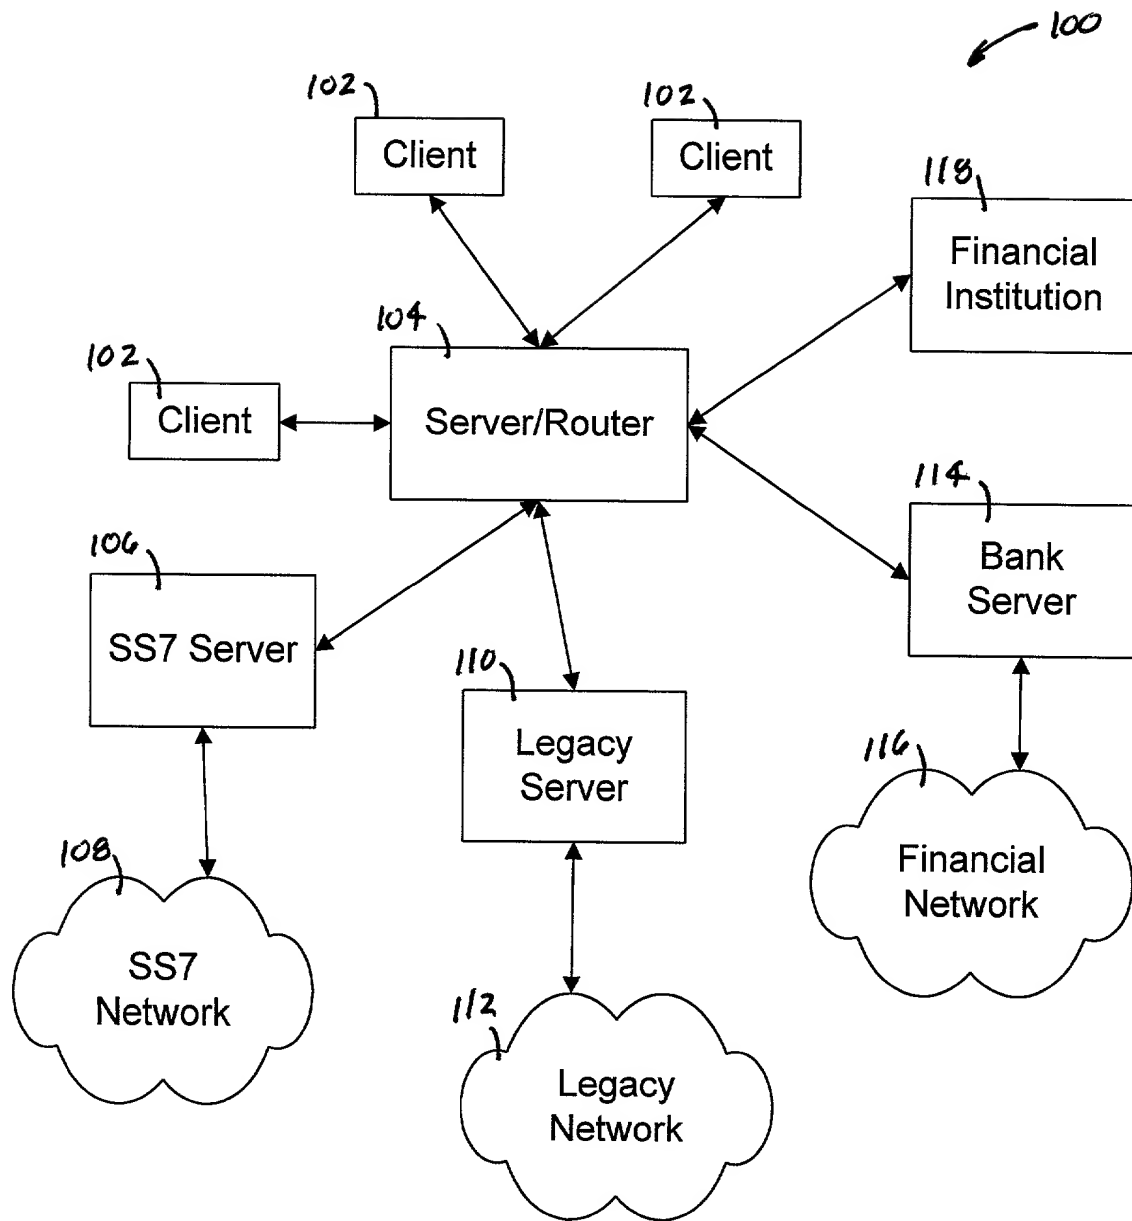 100
102
Client
102
Client
118
Financial
Institution
104
Server/Router
102
Client
114
Bank
Server
106
SS7 Server
110
Legacy
Server
116
Financial
Network
108
SS7
Network
112
Legacy
Network